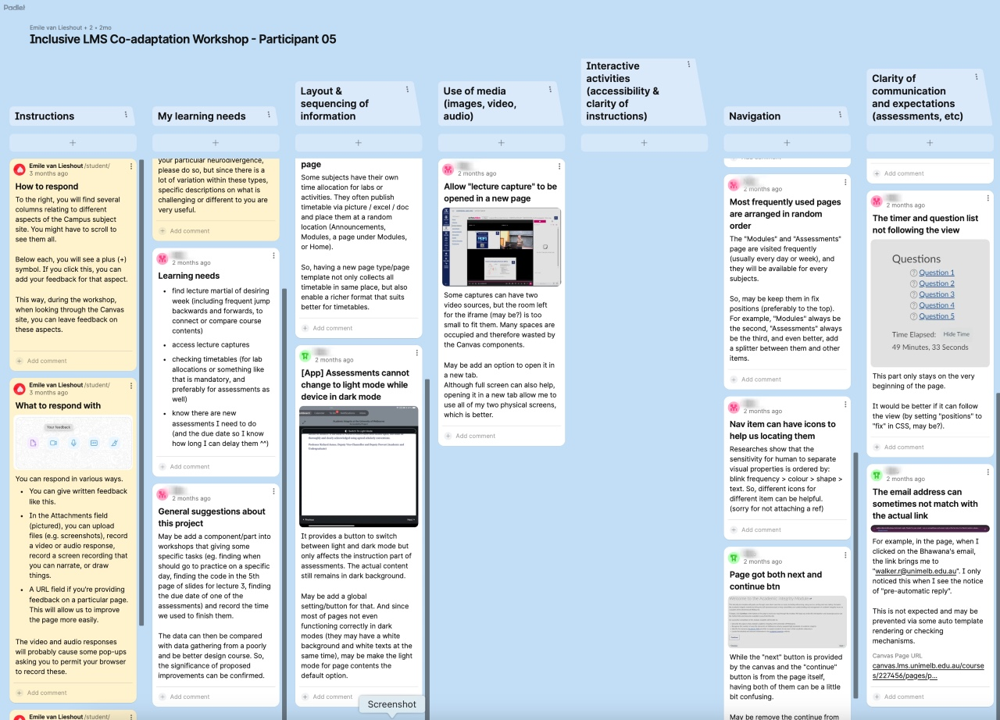 Padlet
Emile van Lieshout + 2 • 2mo
Inclusive LMS Co-adaptation Workshop - Participant 05
Instructions
Emile van Lieshout /student/
3 months ago
How to respond
To the right, you will find several
columns relating to different
aspects of the Campus subject
site. You might have to scroll to
see them all.
Below each, you will see a plus (+)
symbol. If you click this, you can
add your feedback for that aspect.
This way, during the workshop,
when looking through the Canvas
site, you can leave feedback on
these aspects.
Add comment
Emile van Lieshout /student/
3 months ago
What to respond with
Your feedback
You can respond in various ways.
• You can give written feedback
like this.
• In the Attachments field
(pictured), you can upload
files (e.g. screenshots), record
a video or audio response,
record a screen recording that
you can narrate, or draw
things.
• A URL field if you're providing
feedback on a particular page.
This will allow us to improve
the page more easily.
The video and audio responses
will probably cause some pop-ups
asking you to permit your browser
to record these.
Add comment
Emile van Lieshout /student/
My learning needs
your particular neurodivergence,
please do so, but since there is a
lot of variation within these types,
specific descriptions on what is
challenging or different to you are
very useful.
Add comment
2 months ago
Learning needs
• find lecture martial of desiring
week (including frequent jump
backwards and forwards, to
connect or compare course
contents)
• access lecture captures
• checking timetables (for lab
allocations or something like
that is mandatory, and
preferably for assessments as
well)
• know there are new
assessments I need to do
(and the due date so I know
how long I can delay them ^^)
Add comment
2 months ago
General suggestions about
this project
May be add a component/part into
workshops that giving some
specific tasks (eg. finding when
should go to practice on a specific
day, finding the code in the 5th
page of slides for lecture 3, finding
the due date of one of the
assessments) and record the time
we used to finish them.
The data can then be compared
with data gathering from a poorly
and be better design course. So,
the significance of proposed
improvements can be confirmed.
Add comment
Layout &
sequencing of
information
page
Some subjects have their own
time allocation for labs or
activities. They often publish
timetable via picture / excel / doc
and place them at a random
location (Announcements,
Modules, a page under Modules,
or Home).
So, having a new page type/page
template not only collects all
timetable in same place, but also
enable a richer format that suits
better for timetables.
Add comment
2 months ago
[App] Assessments cannot
change to light mode while
device in dark mode
Switch To Light Mode
It provides a button to switch
between light and dark mode but
only affects the instruction part of
assessments. The actual content
still remains in dark background.
May be add a global
setting/button for that. And since
most of pages not even
functioning correctly in dark
modes (they may have a white
background and white texts at the
same time), may be make the light
mode for page contents the
default option.
Add comment
Screenshot
Use of media
(images, video,
audio)
2 months ago
Allow "lecture capture" to be
opened in a new page
Some captures can have two
video sources, but the room left
for the iframe (may be?) is too
small to fit them. Many spaces are
occupied and therefore wasted by
the Canvas components.
May be add an option to open it in
a new tab.
Although full screen can also help,
opening it in a new tab allow me to
use all of my two physical screens,
which is better.
Add comment
Interactive
activities
(accessibility &
clarity of
instructions)
Navigation
Add comment
2 months ago
Most frequently used pages
are arranged in random
order
The "Modules" and "Assessments"
page are visited frequently
(usually every day or week), and
they will be available for every
subjects.
So, may be keep them in fix
positions (preferably to the top).
For example, "Modules" always be
the second, "Assessments" always
be the third, and even better, add
a splitter between them and other
items.
Add comment
2 months ago
Nav item can have icons to
help us locating them
Researches show that the
sensitivity for human to separate
visual properties is ordered by:
blink frequency > colour > shape >
text. So, different icons for
different item can be helpful.
(sorry for not attaching a ref)
Add comment
2 months ago
Page got both next and
continue btn
Welcome to the Academic Integrity Module
While the "next" button is
provided by the canvas and the
"continue"
button is from the page itself,
having both of them can be a little
bit confusing.
May be remove the continue from
Clarity of
communication
and expectations
(assessments, etc)
Add comment
2 months ago
The timer and question list
not following the view
Questions
Question 1
Question 2
Question 3
Question 4
Question 5
Time Elapsed: Hide Time
49 Minutes, 33 Seconds
This part only stays on the very
beginning of the page.
It would be better if it can follow
the view (by setting "positions" to
"fix" in CSS, may be?).
Add comment
2 months ago
The email address can
sometimes not match with
the actual link
For example, in the page, when I
clicked on the Bhawana's email,
the link brings me to
"walker.r@unimelb.edu.au". I only
noticed this when I see the notice
of "pre-automatic reply".
This is not expected and may be
prevented via some auto template
rendering or checking
mechanisms.
Canvas Page URL
canvas.lms.unimelb.edu.au/course
s/227456/pages/p...
Add comment